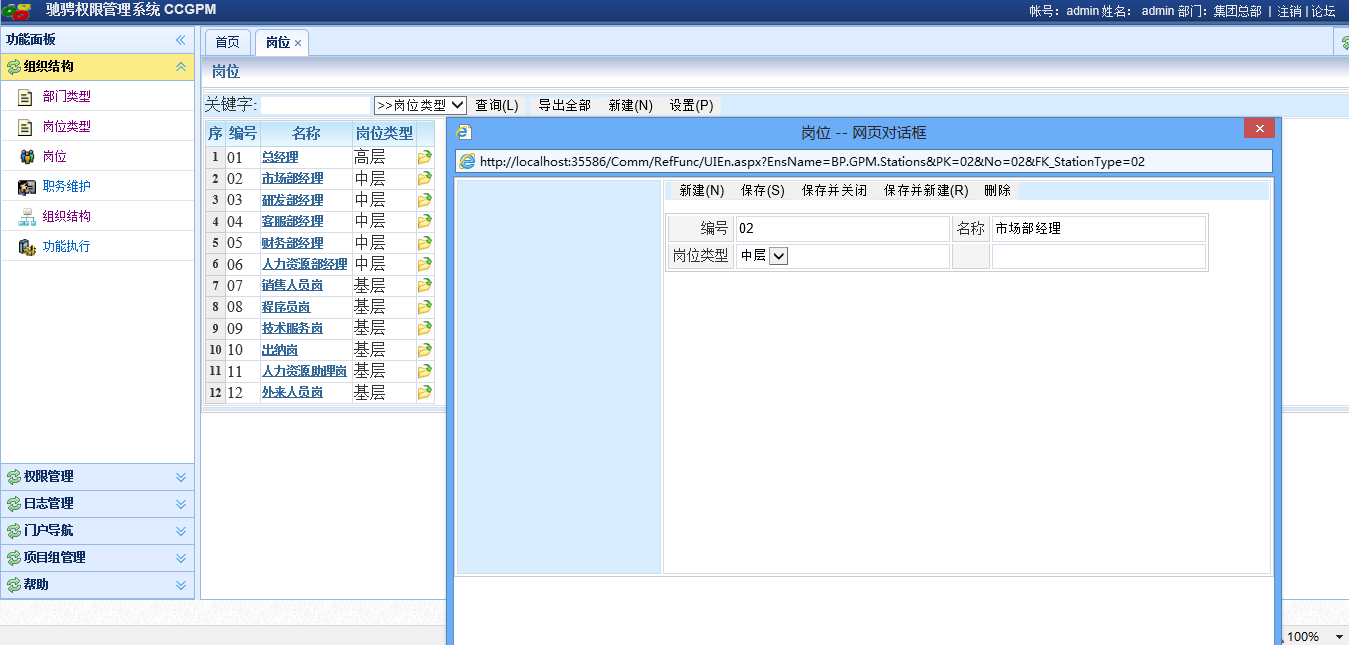 驰骋权限管理系统 CCGPM
帐号: admin 姓名: admin 部门: 集团总部 | 注销 | 论坛
功能面板
组织结构
部门类型
岗位类型
岗位
职务维护
组织结构
功能执行
权限管理
日志管理
门户导航
项目组管理
帮助
首页 岗位 ×
岗位
关键字: >>岗位类型 查询(L) 导出全部 新建(N) 设置(P)
序 编号 名称 岗位类型
1 01 总经理 高层
2 02 市场部经理 中层
3 03 研发部经理 中层
4 04 客服部经理 中层
5 05 财务部经理 中层
6 06 人力资源部经理 中层
7 07 销售人员岗 基层
8 08 程序员岗 基层
9 09 技术服务岗 基层
10 10 出纳岗 基层
11 11 人力资源助理岗 基层
12 12 外来人员岗 基层
岗位 -- 网页对话框
http://localhost:35586/Comm/RefFunc/UIEn.aspx?EnsName=BP.GPM.Stations&PK=02&No=02&FK_StationType=02
新建(N) 保存(S) 保存并关闭 保存并新建(R) 删除
编号 02 名称 市场部经理
岗位类型 中层
100%